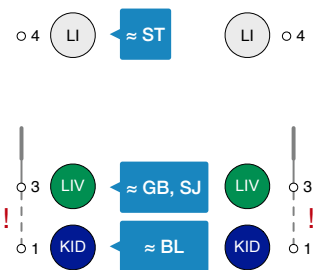 4 LI ≈ ST LI 4
3 LIV ≈ GB, SJ LIV 3
! !
1 KID ≈ BL KID 1